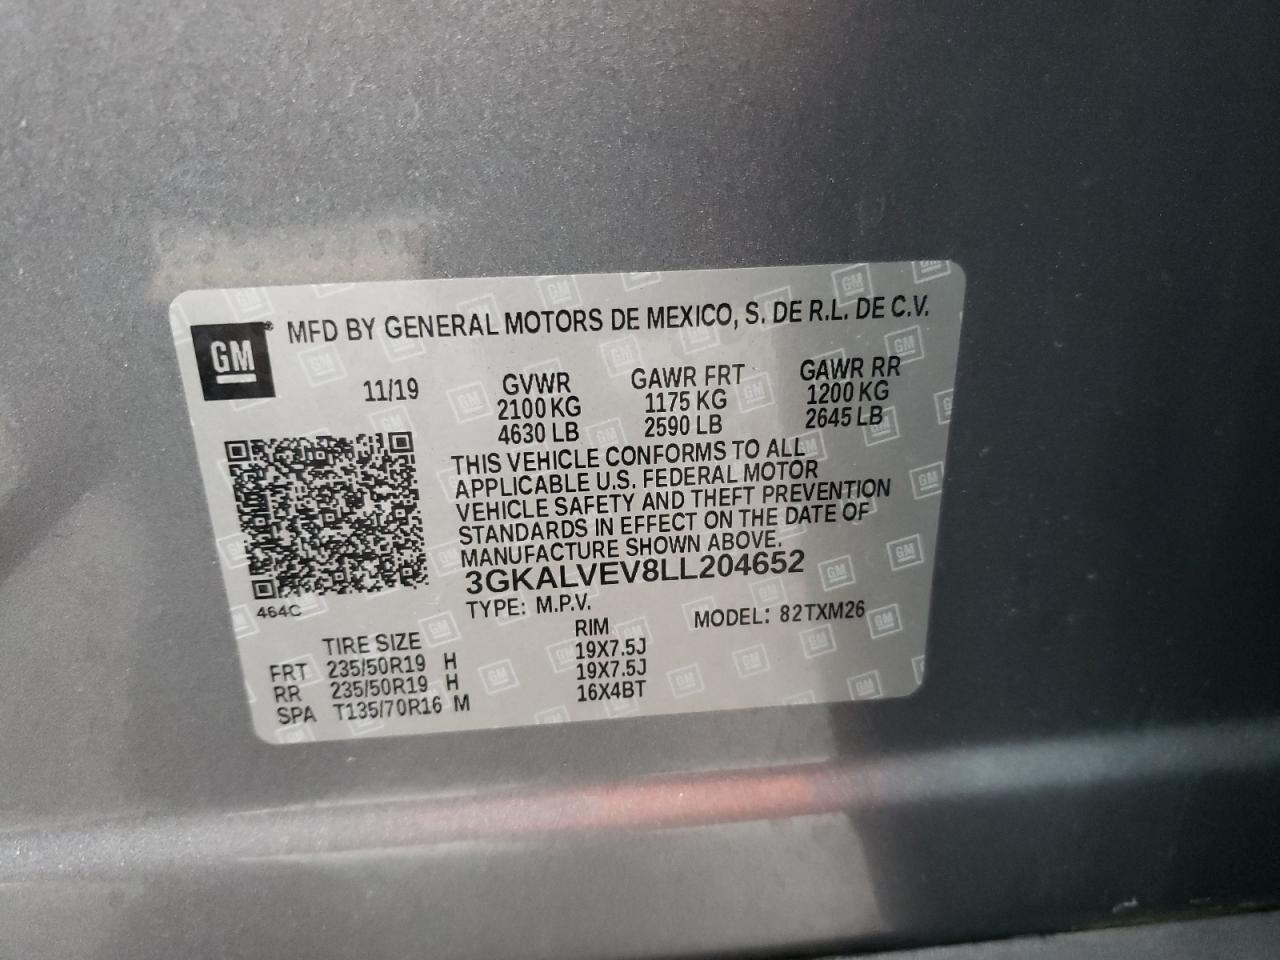 GM ® MFD BY GENERAL MOTORS DE MEXICO, S. DE R.L. DE C.V.
11/19
GVWR GAWR FRT GAWR RR
2100 KG 1175 KG 1200 KG
4630 LB 2590 LB 2645 LB
THIS VEHICLE CONFORMS TO ALL
APPLICABLE U.S. FEDERAL MOTOR
VEHICLE SAFETY AND THEFT PREVENTION
STANDARDS IN EFFECT ON THE DATE OF
MANUFACTURE SHOWN ABOVE.
3GKALVEV8LL204652
464C
TYPE: M.P.V. MODEL: 82TXM26
TIRE SIZE RIM
FRT 235/50R19 H 19X7.5J
RR 235/50R19 H 19X7.5J
SPA T135/70R16 M 16X4BT